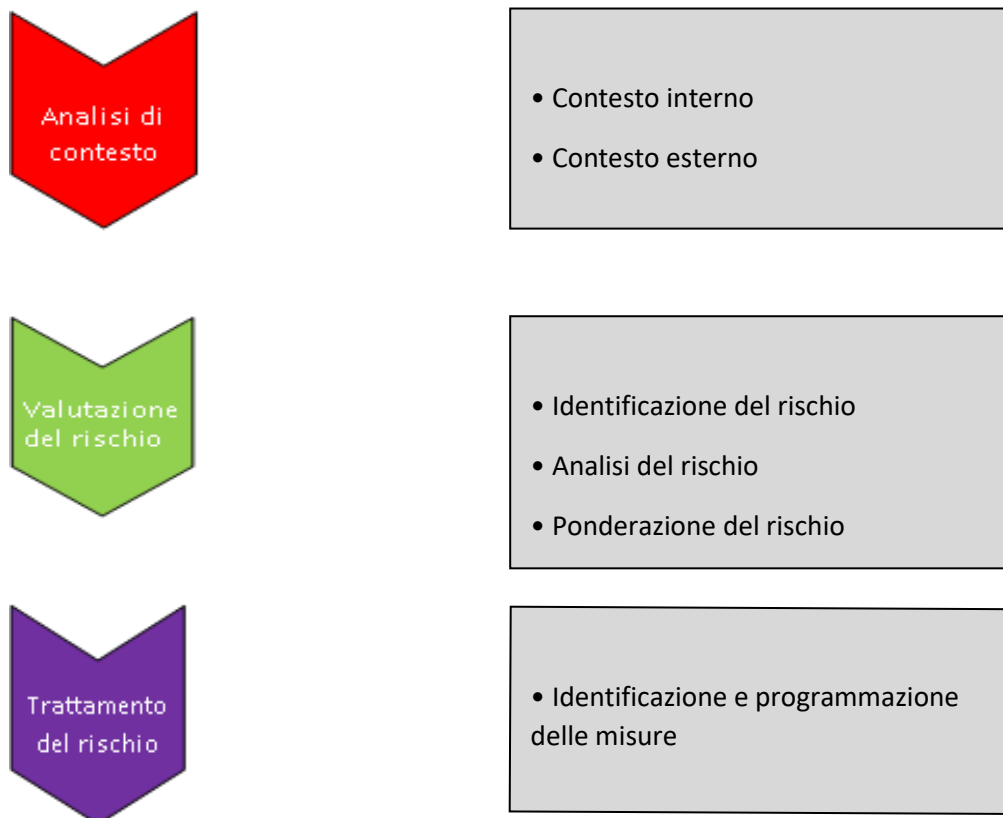 Analisi di
contesto
• Contesto interno
• Contesto esterno
Valutazione
del rischio
• Identificazione del rischio
• Analisi del rischio
• Ponderazione del rischio
Trattamento
del rischio
• Identificazione e programmazione
delle misure